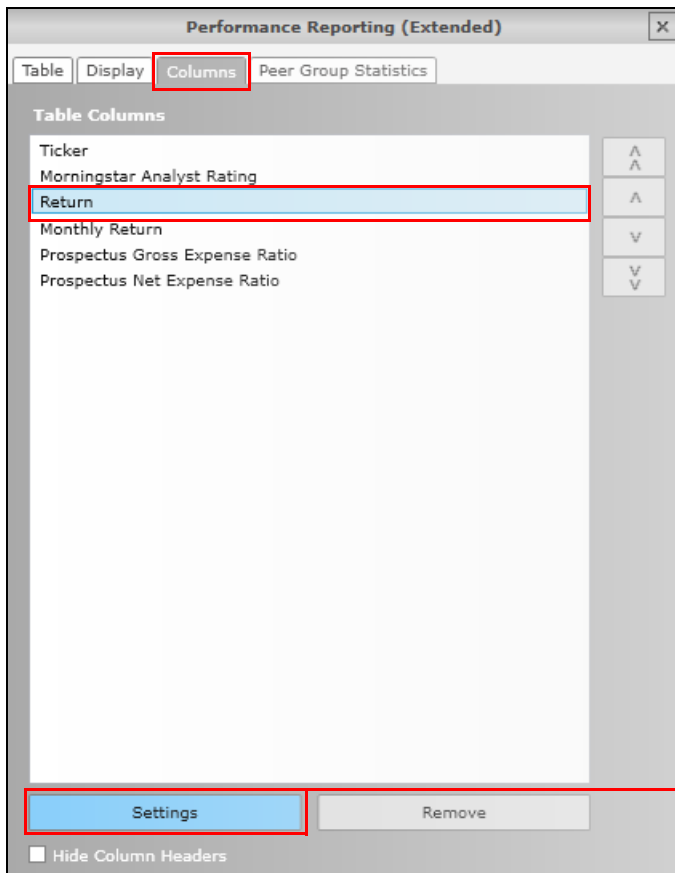 Performance Reporting (Extended)
Table Display Columns Peer Group Statistics
Table Columns
Ticker
Morningstar Analyst Rating
Return
Monthly Return
Prospectus Gross Expense Ratio
Prospectus Net Expense Ratio
Settings Remove
Hide Column Headers